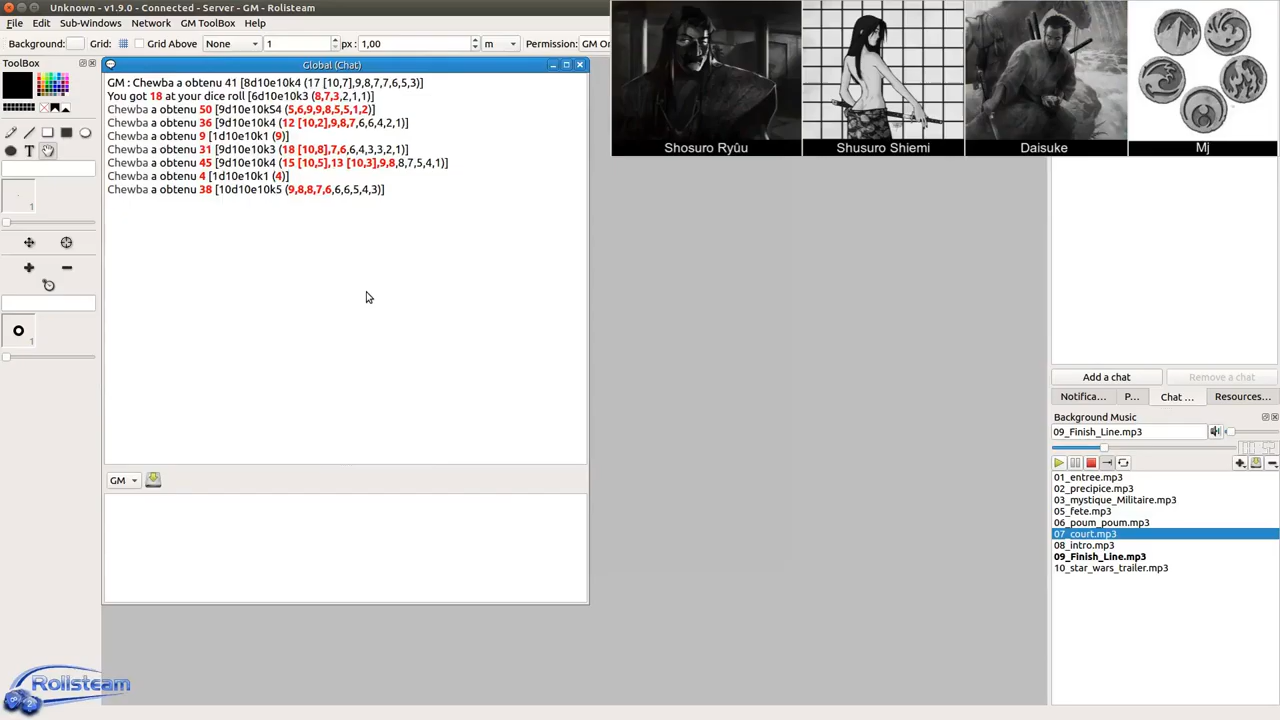 Unknown - v1.9.0 - Connected - Server - GM - Rollsteam
File Edit Sub-Windows Network GM ToolBox Help
Background: Grid: Grid Above None 1 px : 1,00 m Permission: GM On
ToolBox
Global (Chat)
GM : Chewba a obtenu 41 [8d10e10k4 (17 [10,7],9,8,7,7,6,5,3)]
You got 18 at your dice roll [6d10e10k3 (8,7,3,2,1,1)]
Chewba a obtenu 50 [9d10e10kS4 (5,6,9,9,8,5,5,1,2)]
Chewba a obtenu 36 [9d10e10k4 (12 [10,2],9,8,7,6,6,4,2,1)]
Chewba a obtenu 9 [1d10e10k1 (9)]
Chewba a obtenu 31 [9d10e10k3 (18 [10,8],7,6,6,4,3,3,2,1)]
Chewba a obtenu 45 [9d10e10k4 (15 [10,5],13 [10,3],9,8,8,7,5,4,1)]
Chewba a obtenu 4 [1d10e10k1 (4)]
Chewba a obtenu 38 [10d10e10k5 (9,8,8,7,6,6,6,5,4,3)]
Shosuro Ryûu
Shusuro Shiemi
Daisuke
Mj
1
1
GM
Add a chat
Remove a chat
Notifica... P... Chat ... Resources...
Background Music
09_Finish_Line.mp3
01_entree.mp3
02_precipice.mp3
03_mystique_Militaire.mp3
05_fete.mp3
06_poum_poum.mp3
07_court.mp3
08_intro.mp3
09_Finish_Line.mp3
10_star_wars_trailer.mp3
Rollsteam